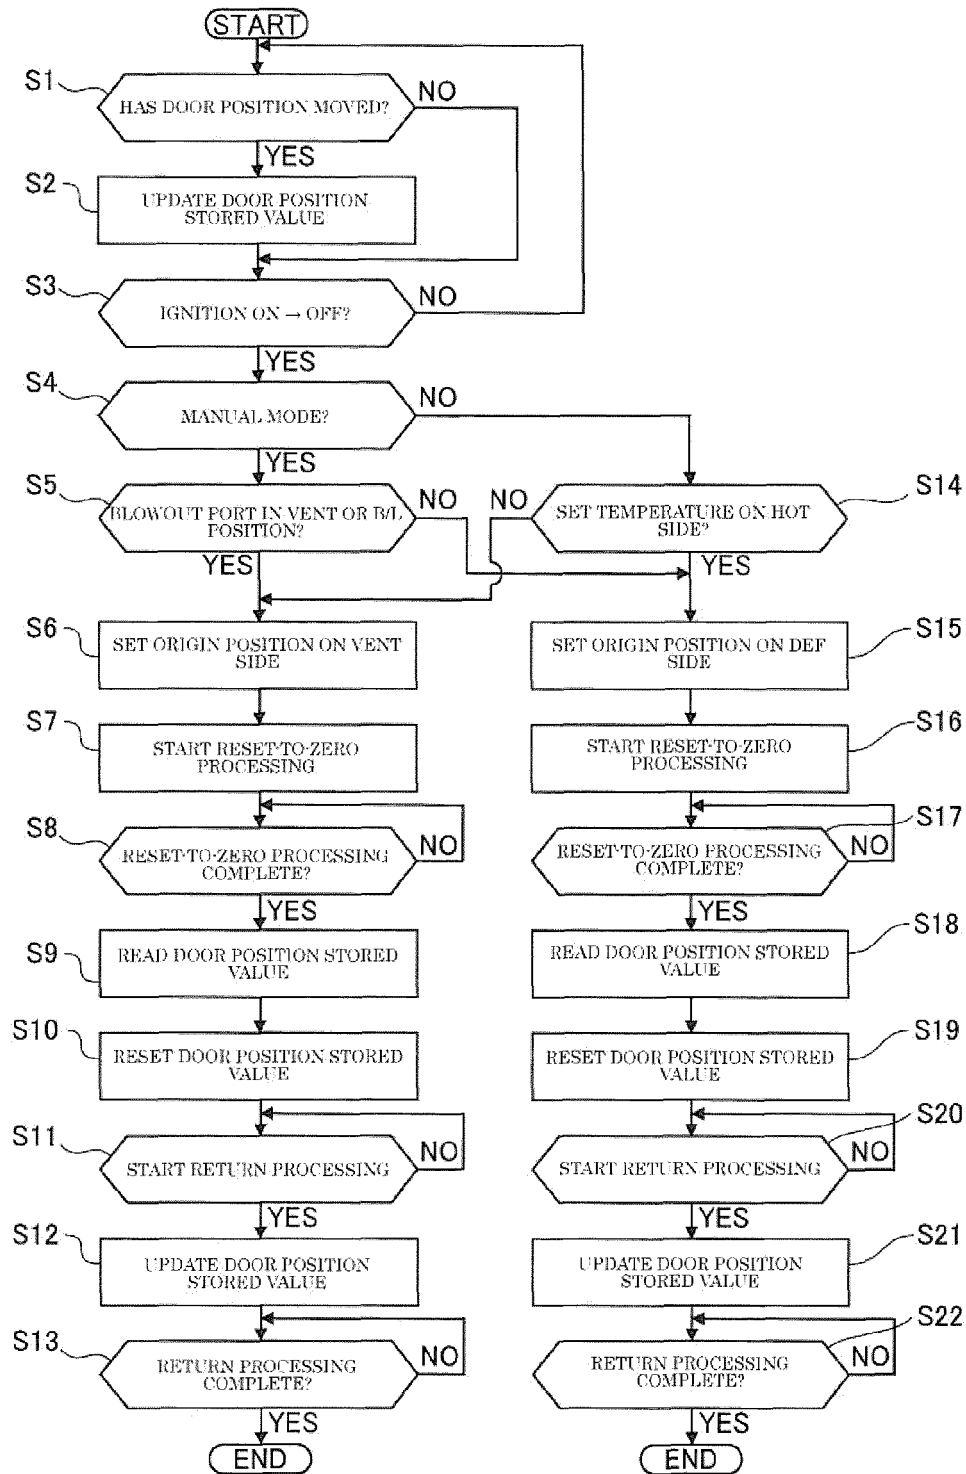 START
S1
HAS DOOR POSITION MOVED?
NO
YES
S2
UPDATE DOOR POSITION
STORED VALUE
S3
IGNITION ON → OFF?
NO
YES
S4
MANUAL MODE?
NO
YES
S5
BLOWOUT PORT IN VENT OR B/L
POSITION?
NO
YES
S14
SET TEMPERATURE ON HOT
SIDE?
NO
YES
S6
SET ORIGIN POSITION ON VENT
SIDE
S15
SET ORIGIN POSITION ON DEF
SIDE
S7
START RESET-TO-ZERO
PROCESSING
S16
START RESET-TO-ZERO
PROCESSING
S8
RESET-TO-ZERO PROCESSING
COMPLETE?
NO
YES
S17
RESET-TO-ZERO PROCESSING
COMPLETE?
NO
YES
S9
READ DOOR POSITION STORED
VALUE
S18
READ DOOR POSITION STORED
VALUE
S10
RESET DOOR POSITION STORED
VALUE
S19
RESET DOOR POSITION STORED
VALUE
S11
START RETURN PROCESSING
NO
YES
S20
START RETURN PROCESSING
NO
YES
S12
UPDATE DOOR POSITION
STORED VALUE
S21
UPDATE DOOR POSITION
STORED VALUE
S13
RETURN PROCESSING
COMPLETE?
NO
YES
S22
RETURN PROCESSING
COMPLETE?
NO
YES
END
END